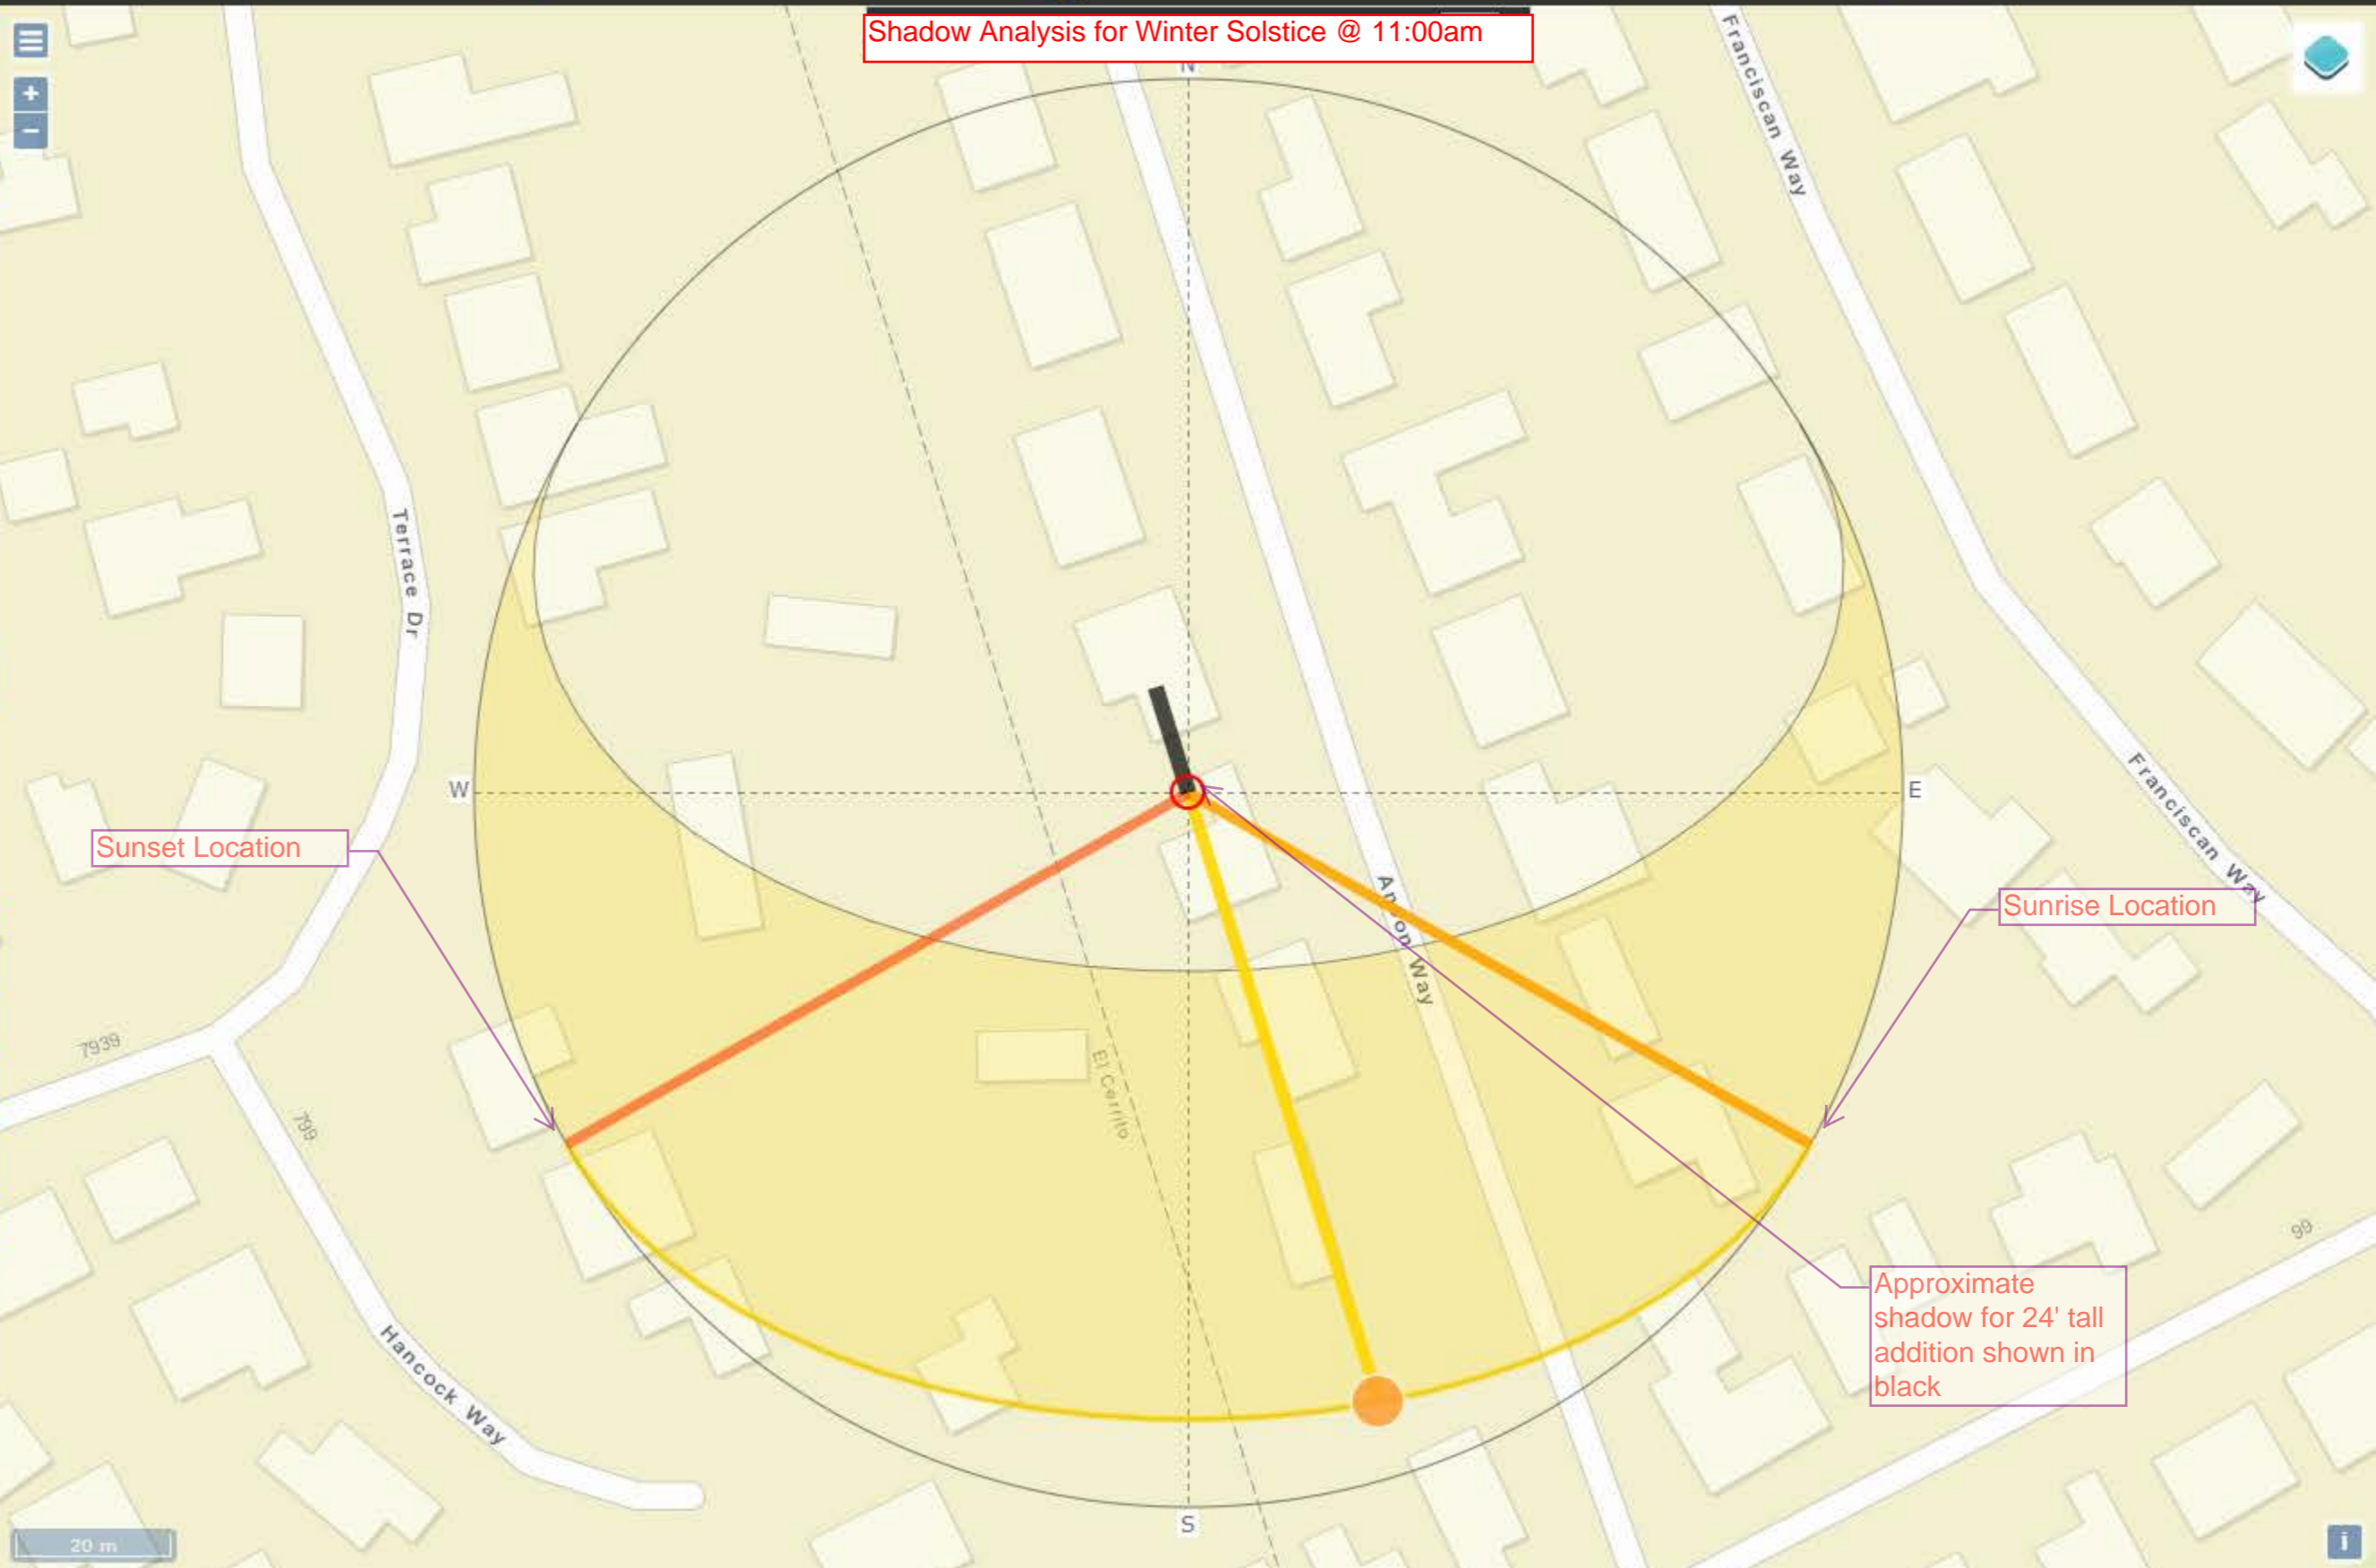 Shadow Analysis for Winter Solstice @ 11:00am
N
+
−
Franciscan Way
Terrace Dr
W
E
Sunset Location
Franciscan Way
Sunrise Location
Way
7939
El Cerrito
799
99
Approximate
shadow for 24' tall
addition shown in
black
Hancock Way
S
20 m
i